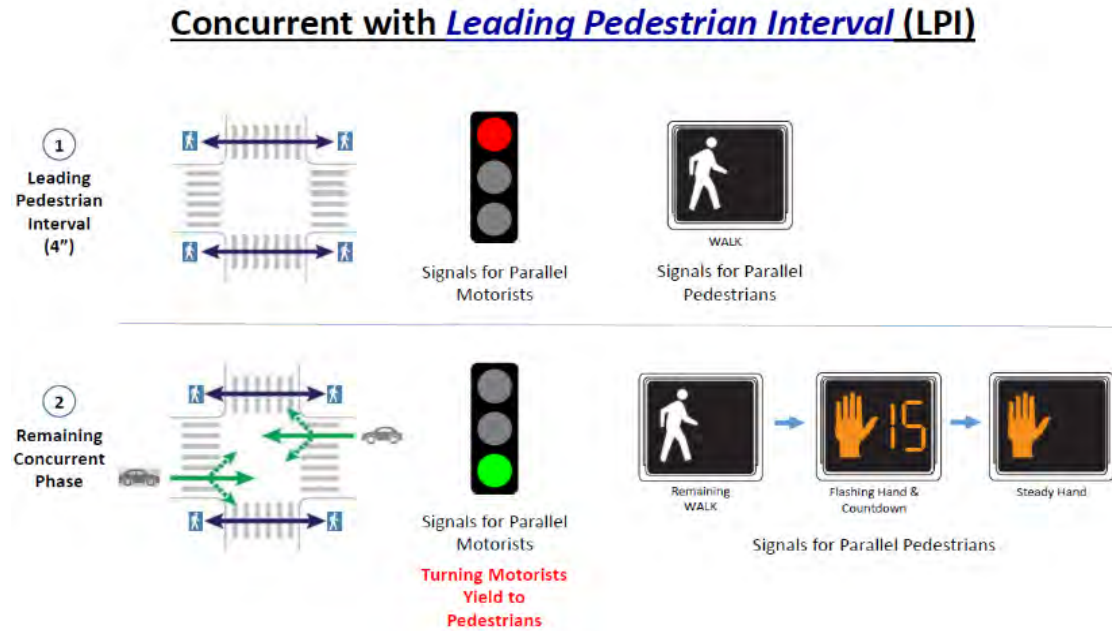 Concurrent with Leading Pedestrian Interval (LPI)
1
Leading
Pedestrian
Interval
(4”)
Signals for Parallel
Motorists
WALK
Signals for Parallel
Pedestrians
2
Remaining
Concurrent
Phase
Signals for Parallel
Motorists
Turning Motorists
Yield to
Pedestrians
15
Remaining
WALK
Flashing Hand &
Countdown
Steady Hand
Signals for Parallel Pedestrians